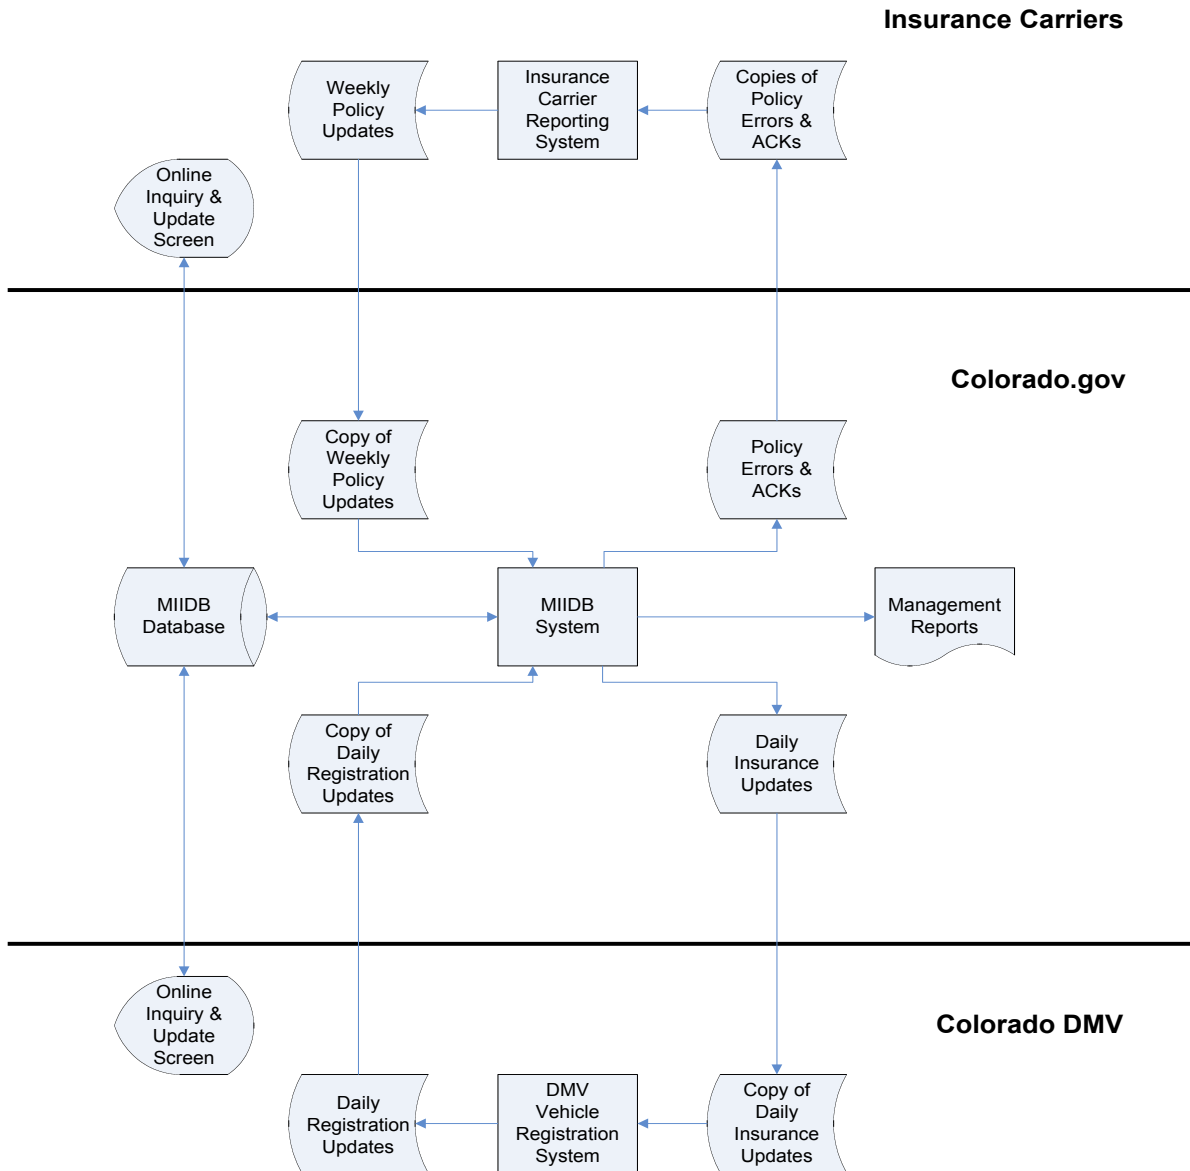 Insurance Carriers
Weekly
Policy
Updates
Insurance
Carrier
Reporting
System
Copies of
Policy
Errors &
ACKs
Online
Inquiry &
Update
Screen
Colorado.gov
Copy of
Weekly
Policy
Updates
Policy
Errors &
ACKs
MIIDB
Database
MIIDB
System
Management
Reports
Copy of
Daily
Registration
Updates
Daily
Insurance
Updates
Online
Inquiry &
Update
Screen
Colorado DMV
Daily
Registration
Updates
DMV
Vehicle
Registration
System
Copy of
Daily
Insurance
Updates